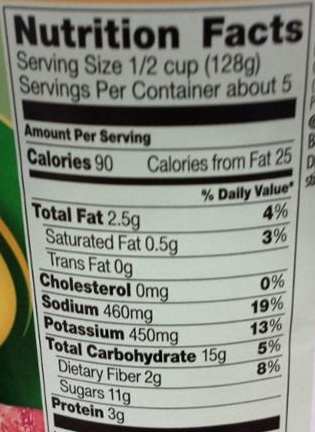 Nutrition Facts
Serving Size 1/2 cup (128g)
Servings Per Container about 5
Amount Per Serving
Calories 90 Calories from Fat 25
% Daily Value*
Total Fat 2.5g 4%
Saturated Fat 0.5g 3%
Trans Fat 0g
Cholesterol 0mg 0%
Sodium 460mg 19%
Potassium 450mg 13%
Total Carbohydrate 15g 5%
Dietary Fiber 2g 8%
Sugars 11g
Protein 3g